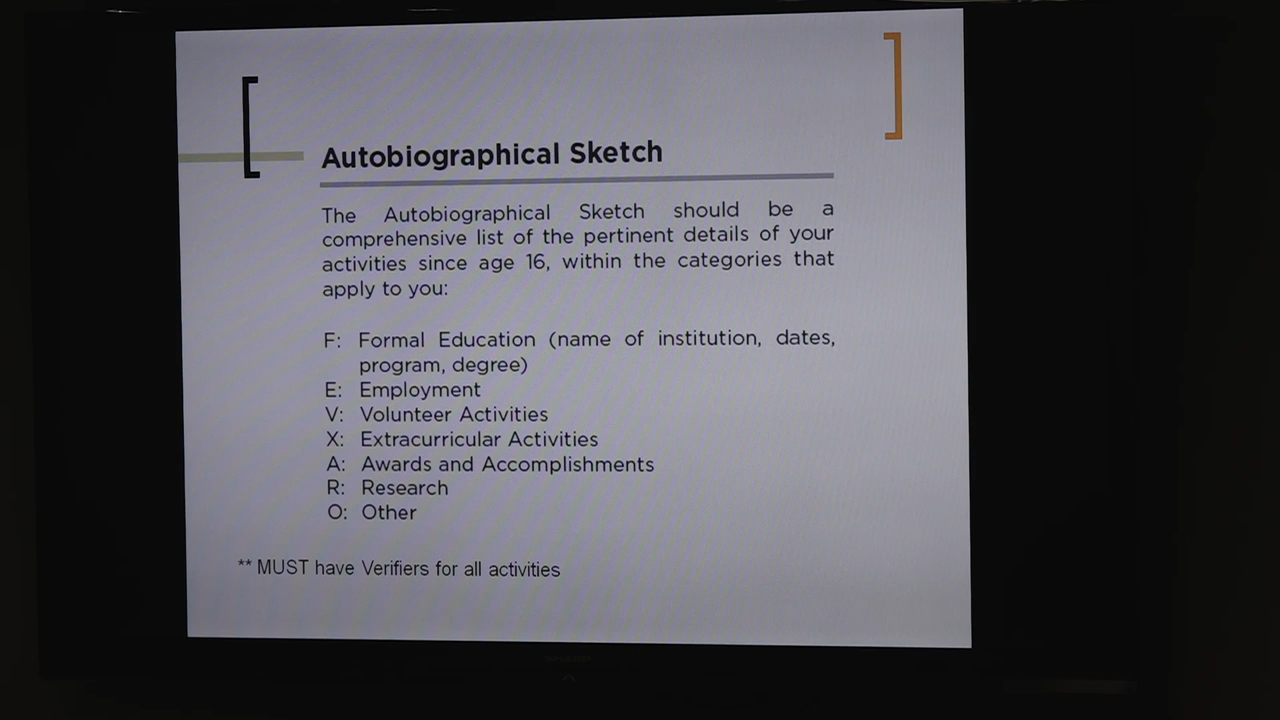 Autobiographical Sketch
The Autobiographical Sketch should be a
comprehensive list of the pertinent details of your
activities since age 16, within the categories that
apply to you:
F: Formal Education (name of institution, dates,
program, degree)
E: Employment
V: Volunteer Activities
X: Extracurricular Activities
A: Awards and Accomplishments
R: Research
O: Other
** MUST have Verifiers for all activities